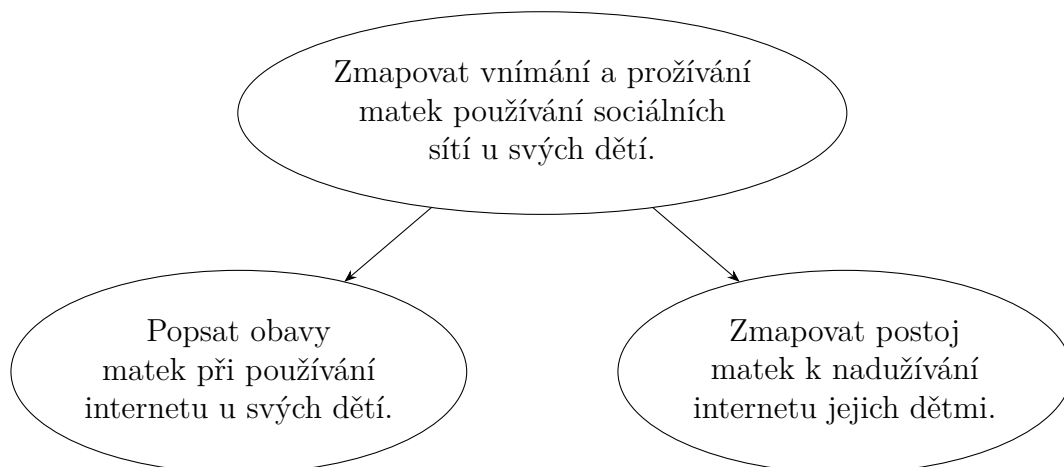 Zmapovat vnímání a prožívání
matek používání sociálních
sítí u svých dětí.
Popsat obavy
matek při používání
internetu u svých dětí.
Zmapovat postoj
matek k nadužívání
internetu jejich dětmi.